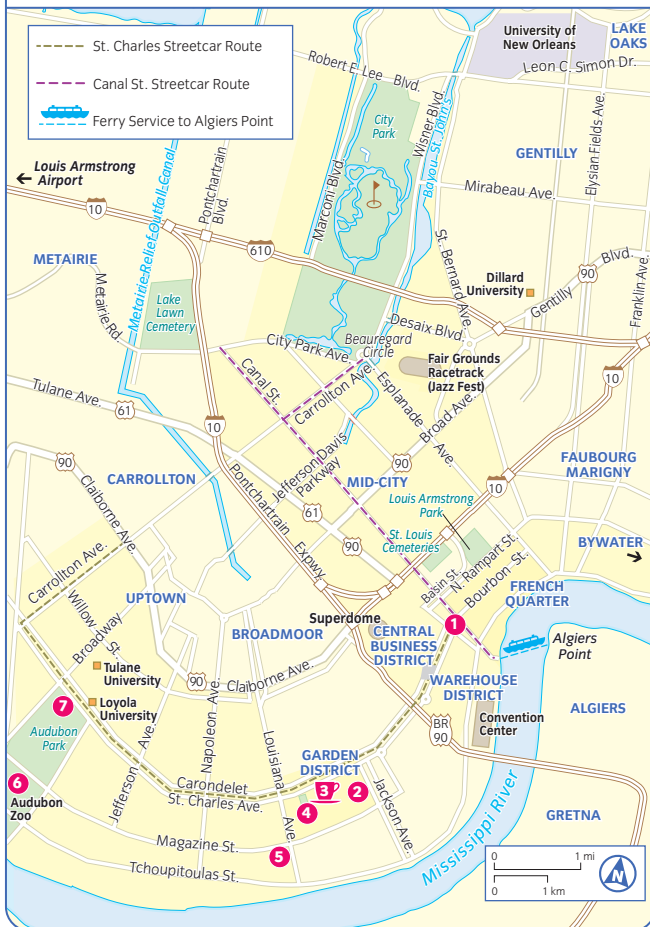 St. Charles Streetcar Route
Canal St. Streetcar Route
Ferry Service to Algiers Point
University of
New Orleans
LAKE
OAKS
Robert E. Lee Blvd.
Leon C. Simon Dr.
City
Park
Wisner Blvd.
Bayou St. John
Elysian Fields Ave.
GENTILLY
Louis Armstrong
Airport
Mirabeau Ave.
Marconi Blvd.
Pontchartrain
Blvd.
Metairie Relief Outfall Canal
10
610
METAIRIE
Metairie Rd.
Lake
Lawn
Cemetery
St. Bernard Ave.
Dillard
University
Gentilly Blvd.
90
Franklin Ave.
Desaix Blvd.
Beauregard
Circle
City Park Ave.
Fair Grounds
Racetrack
(Jazz Fest)
10
Canal St.
Carrollton Ave.
Esplanade Ave.
Broad Ave.
Tulane Ave.
61
10
90
Claiborne Ave.
CARROLLTON
Pontchartrain Expwy
Jefferson Davis
Parkway
MID-CITY
90
10
FAUBOURG
MARIGNY
Louis Armstrong
Park
61
90
St. Louis
Cemeteries
BYWATER
Basin St.
N. Rampart St.
Bourbon St.
Carrollton Ave.
Willow St.
Broadway
UPTOWN
BROADMOOR
Superdome
CENTRAL
BUSINESS
DISTRICT
1
FRENCH
QUARTER
Algiers
Point
Tulane
University
90
Claiborne Ave.
WAREHOUSE
DISTRICT
Loyola
University
7
Audubon
Park
Convention
Center
BR
90
ALGIERS
Jefferson Ave.
Napoleon Ave.
Louisiana Ave.
GARDEN
DISTRICT
6
Audubon
Zoo
Carondelet
St. Charles Ave.
3
2
4
Jackson Ave.
Magazine St.
5
Tchoupitoulas St.
Mississippi River
GRETNA
0 1 mi
0 1 km
N